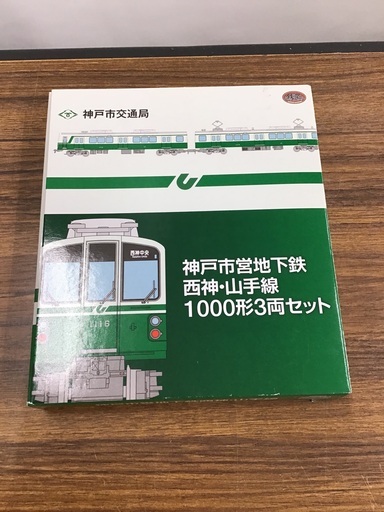 神戸市交通局
神戸市営地下鉄
西神・山手線
1000形3両セット
西神中央
1116